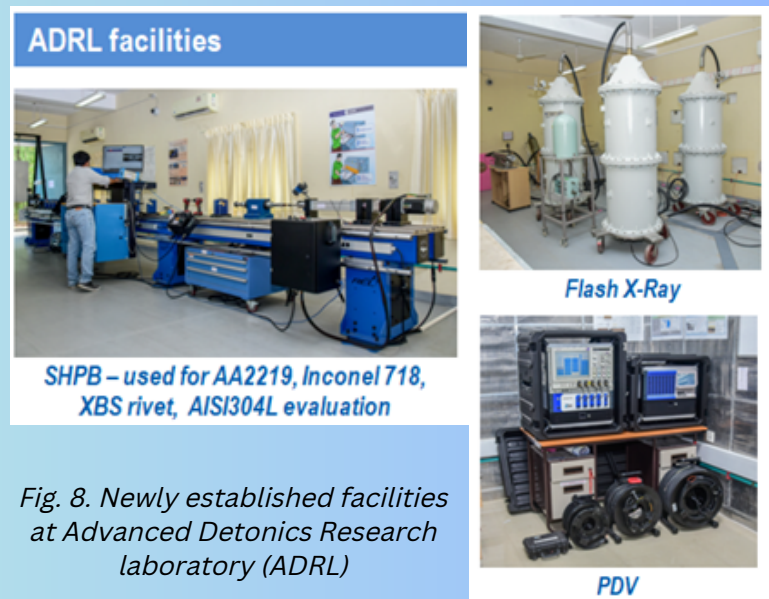 ADRL facilities
SHPB – used for AA2219, Inconel 718,
XBS rivet, AISI304L evaluation
Flash X-Ray
PDV
Fig. 8. Newly established facilities
at Advanced Detonics Research
laboratory (ADRL)